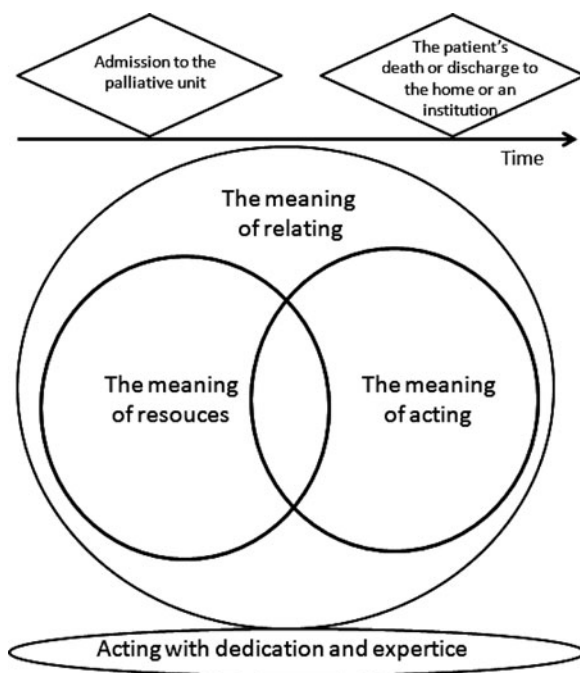 Admission to the
palliative unit
The patient's
death or discharge to
the home or an
institution
Time
The meaning
of relating
The meaning
of resouces
The meaning
of acting
Acting with dedication and expertice